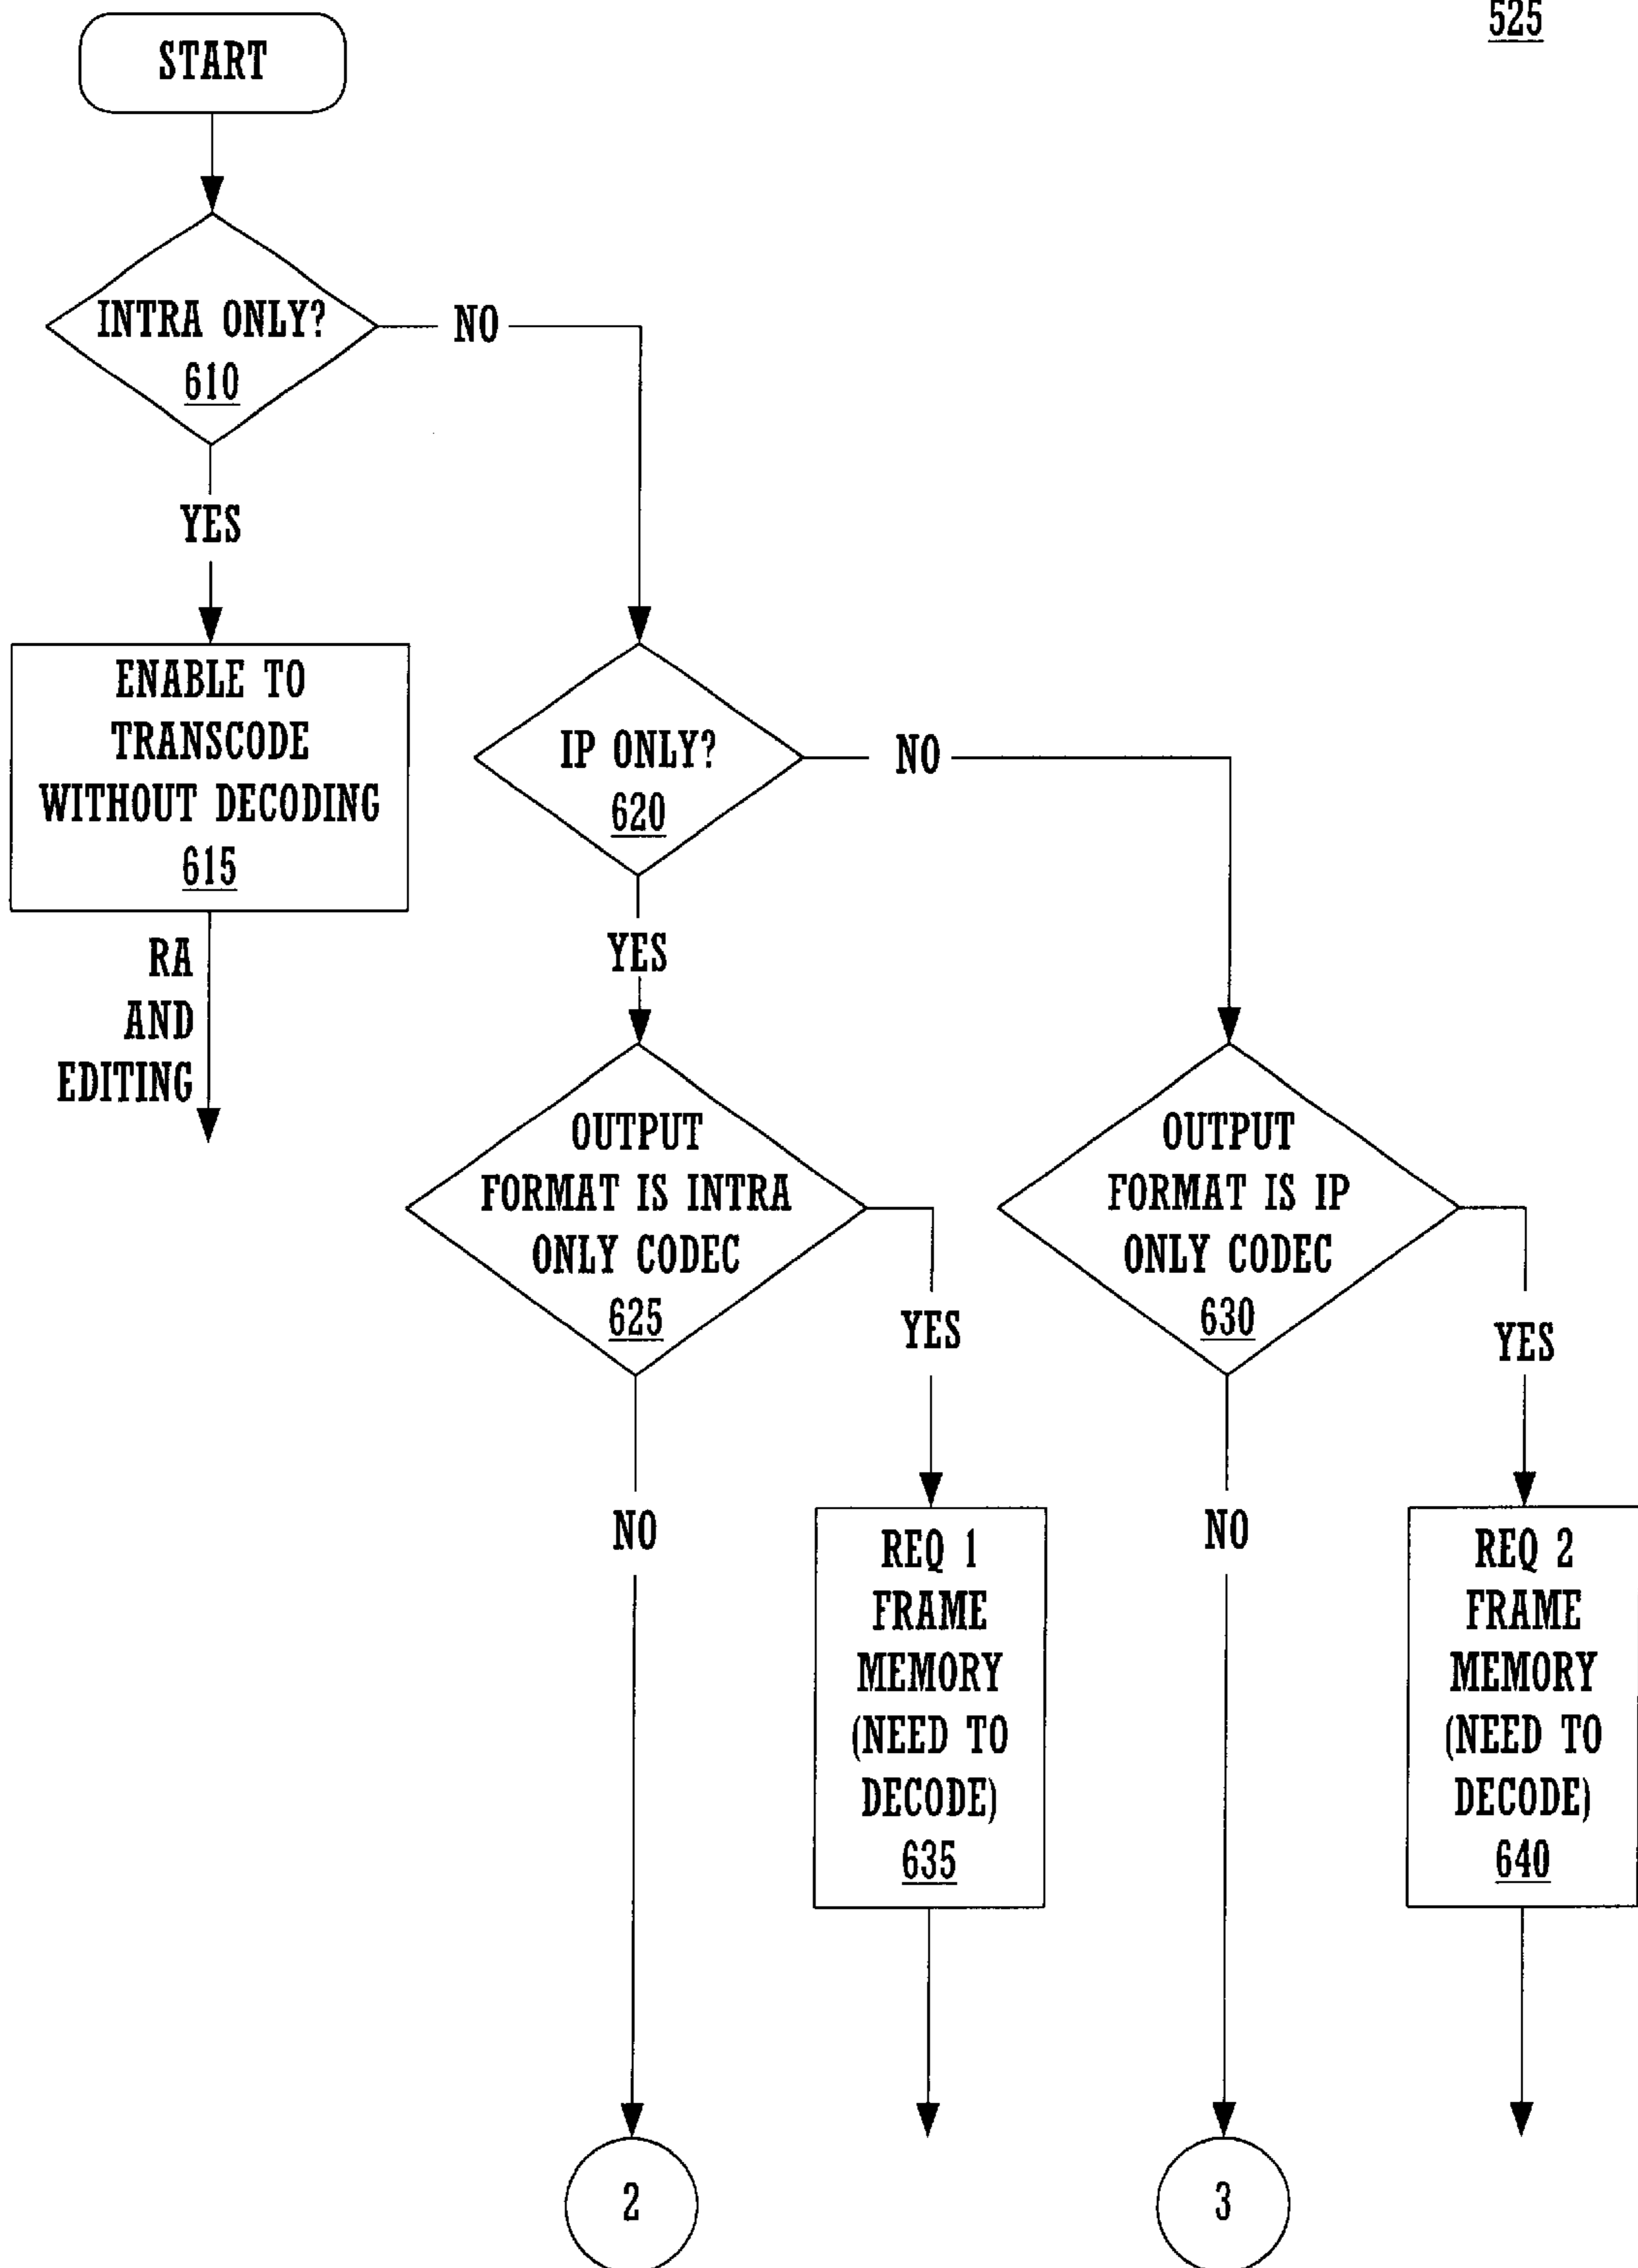 525
START
INTRA ONLY?
610
NO
YES
ENABLE TO
TRANSCODE
WITHOUT DECODING
615
RA
AND
EDITING
IP ONLY?
620
NO
YES
OUTPUT
FORMAT IS INTRA
ONLY CODEC
625
YES
NO
REQ 1
FRAME
MEMORY
(NEED TO
DECODE)
635
2
OUTPUT
FORMAT IS IP
ONLY CODEC
630
YES
NO
REQ 2
FRAME
MEMORY
(NEED TO
DECODE)
640
3